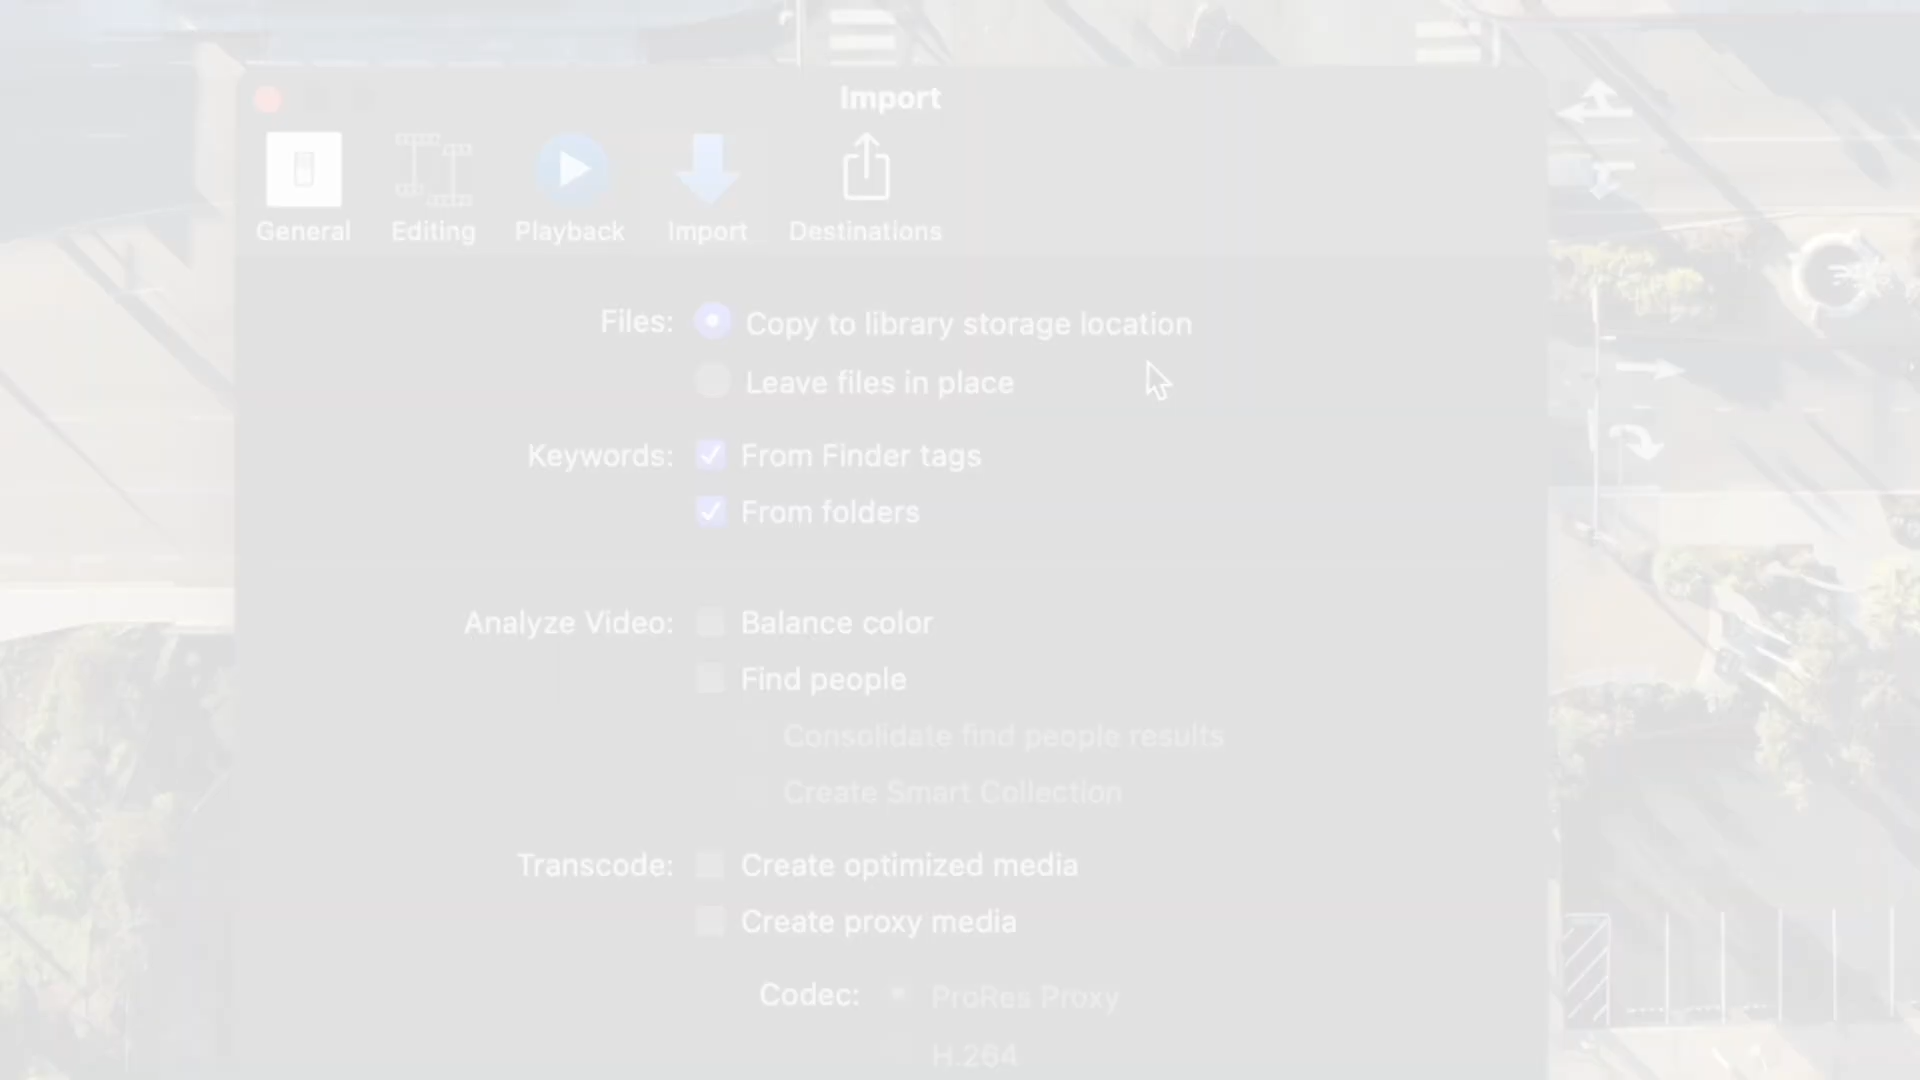 Import
General Editing Playback Import Destinations
Files: Copy to library storage location
Leave files in place
Keywords: From Finder tags
From folders
Analyze Video: Balance color
Find people
Consolidate find people results
Create Smart Collection
Transcode: Create optimized media
Create proxy media
Codec: ProRes Proxy
H.264